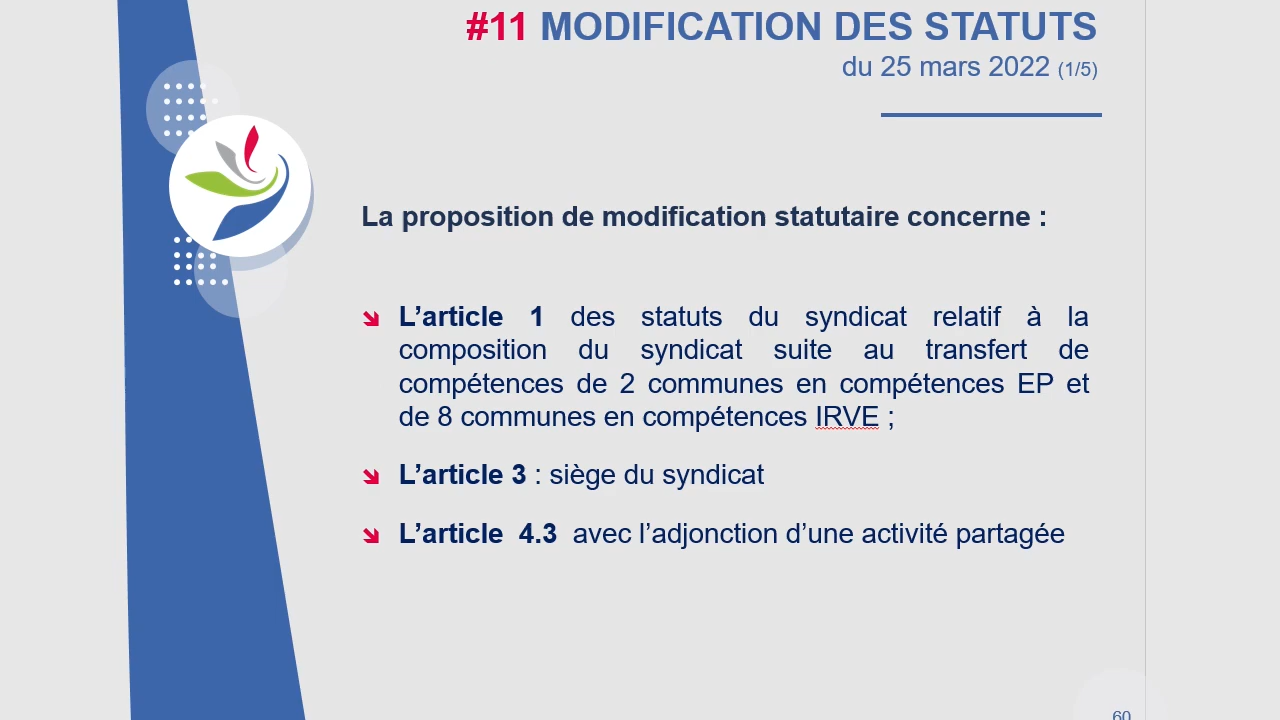 #11 MODIFICATION DES STATUTS
du 25 mars 2022 (1/5)
La proposition de modification statutaire concerne :
L’article 1 des statuts du syndicat relatif à la
composition du syndicat suite au transfert de
compétences de 2 communes en compétences EP et
de 8 communes en compétences IRVE ;
L’article 3 : siège du syndicat
L’article 4.3 avec l’adjonction d’une activité partagée
60